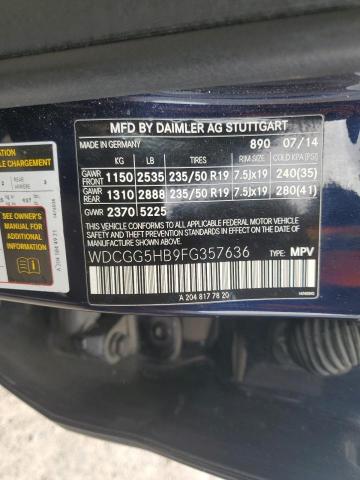 MFD BY DAIMLER AG STUTTGART
MADE IN GERMANY 890 07/14
KG LB TIRES RIM SIZE COLD KPA (PSI)
GAWR FRONT 1150 2535 235/50 R19 7.5Jx19 240(35)
GAWR REAR 1310 2888 235/50 R19 7.5Jx19 280(41)
GVWR 2370 5225
THIS VEHICLE CONFORMS TO ALL APPLICABLE
FEDERAL MOTOR VEHICLE SAFETY, BUMPER, AND THEFT PREVENTION
STANDARDS IN EFFECT ON THE DATE OF MANUFACTURE SHOWN ABOVE.
WDCGG5HB9FG357636 TYPE: MPV
A 204 817 78 20
REAR
SEE OWNER'S
MANUAL FOR
ADDITIONAL
INFORMATION